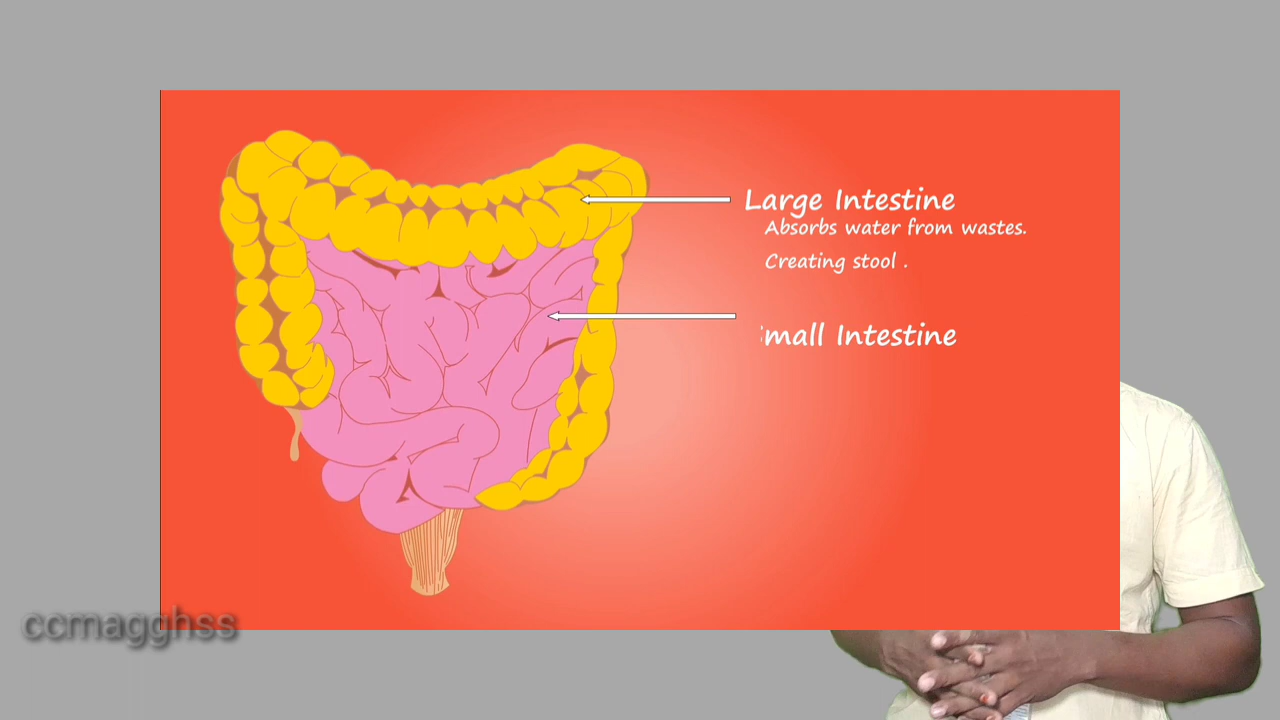 Large Intestine
Absorbs water from wastes.
Creating stool .
mall Intestine
ccmagghss